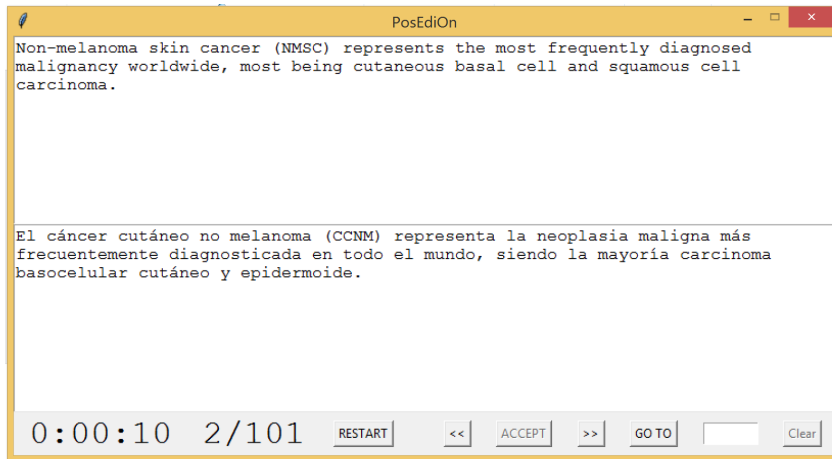 PosEdiOn
Non-melanoma skin cancer (NMSC) represents the most frequently diagnosed
malignancy worldwide, most being cutaneous basal cell and squamous cell
carcinoma.
El cáncer cutáneo no melanoma (CCNM) representa la neoplasia maligna más
frecuentemente diagnosticada en todo el mundo, siendo la mayoría carcinoma
basocelular cutáneo y epidermoide.
0:00:10 2/101 RESTART << ACCEPT >> GO TO Clear